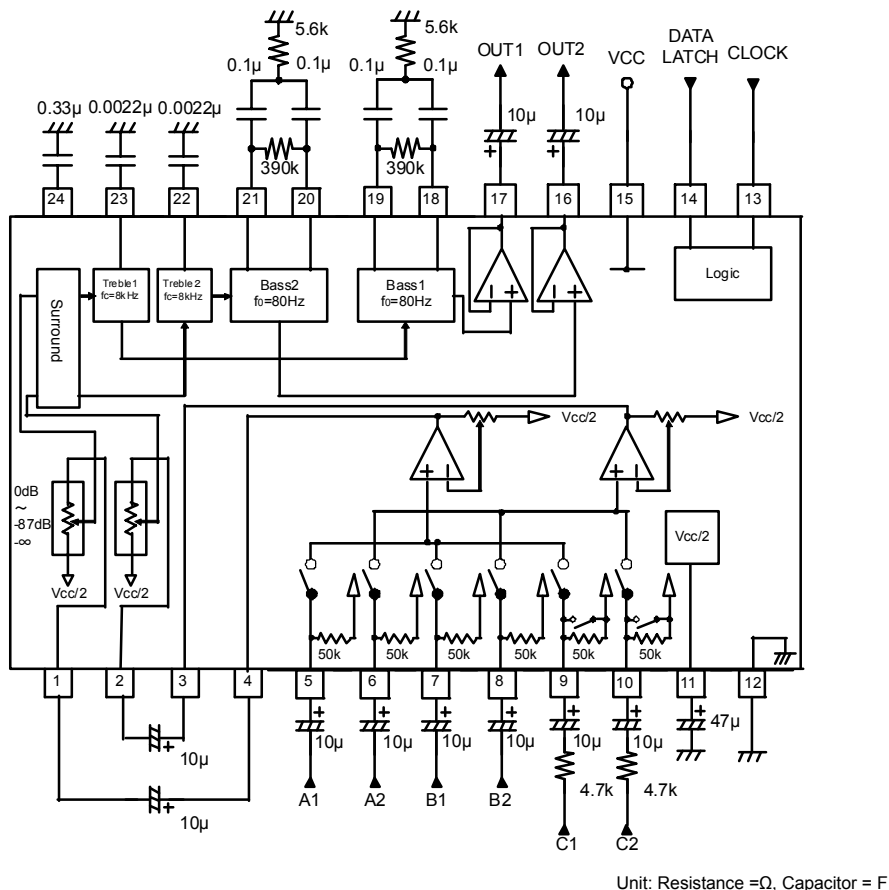 5.6k 5.6k
OUT1 OUT2 VCC DATA LATCH CLOCK
0.1μ 0.1μ 0.1μ 0.1μ
0.33μ 0.0022μ 0.0022μ 10μ 10μ
+ +
390k 390k
24 23 22 21 20 19 18 17 16 15 14 13
Surround
Treble1
fc=8kHz
Treble 2
fc=8kHz
Bass2
f0=80Hz
Bass1
f0=80Hz
Logic
Vcc/2 Vcc/2
0dB
~
-87dB
-∞
Vcc/2 Vcc/2
Vcc/2
50k 50k 50k 50k 50k 50k
1 2 3 4 5 6 7 8 9 10 11 12
+ 10μ
+ 10μ
+ 10μ + 10μ + 10μ + 10μ + 10μ + 10μ + 47μ
4.7k 4.7k
A1 A2 B1 B2
C1 C2
Unit: Resistance =Ω, Capacitor = F